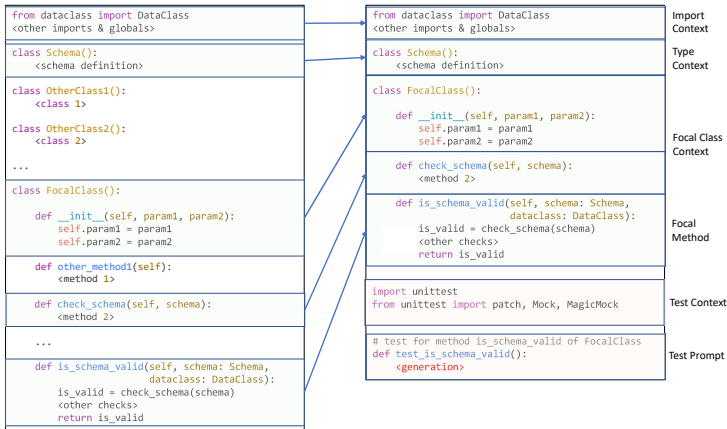 from dataclass import DataClass
<other imports & globals>
class Schema():
<schema definition>
class OtherClass1():
<class 1>
class OtherClass2():
<class 2>
...
class FocalClass():
def __init__(self, param1, param2):
self.param1 = param1
self.param2 = param2
def other_method1(self):
<method 1>
def check_schema(self, schema):
<method 2>
...
def is_schema_valid(self, schema: Schema,
dataclass: DataClass):
is_valid = check_schema(schema)
<other checks>
return is_valid
from dataclass import DataClass
<other imports & globals>
class Schema():
<schema definition>
class FocalClass():
def __init__(self, param1, param2):
self.param1 = param1
self.param2 = param2
def check_schema(self, schema):
<method 2>
def is_schema_valid(self, schema: Schema,
dataclass: DataClass):
is_valid = check_schema(schema)
<other checks>
return is_valid
import unittest
from unittest import patch, Mock, MagicMock
# test for method is_valid of FocalClass
def test_is_schema_valid():
<generation>
Import
Context
Type
Context
Focal Class
Context
Focal
Method
Test Context
Test Prompt